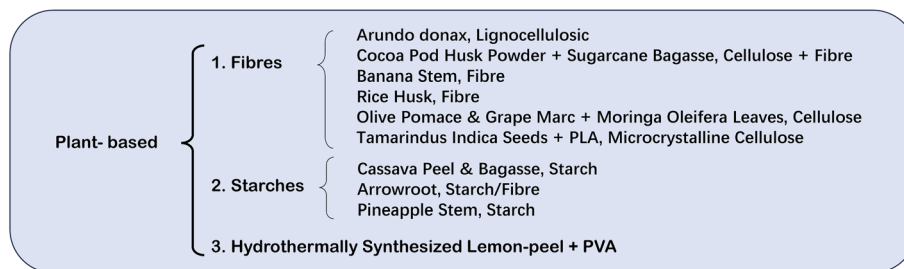 Plant- based
1. Fibres
Arundo donax, Lignocellulosic
Cocoa Pod Husk Powder + Sugarcane Bagasse, Cellulose + Fibre
Banana Stem, Fibre
Rice Husk, Fibre
Olive Pomace & Grape Marc + Moringa Oleifera Leaves, Cellulose
Tamarindus Indica Seeds + PLA, Microcrystalline Cellulose
2. Starches
Cassava Peel & Bagasse, Starch
Arrowroot, Starch/Fibre
Pineapple Stem, Starch
3. Hydrothermally Synthesized Lemon-peel + PVA